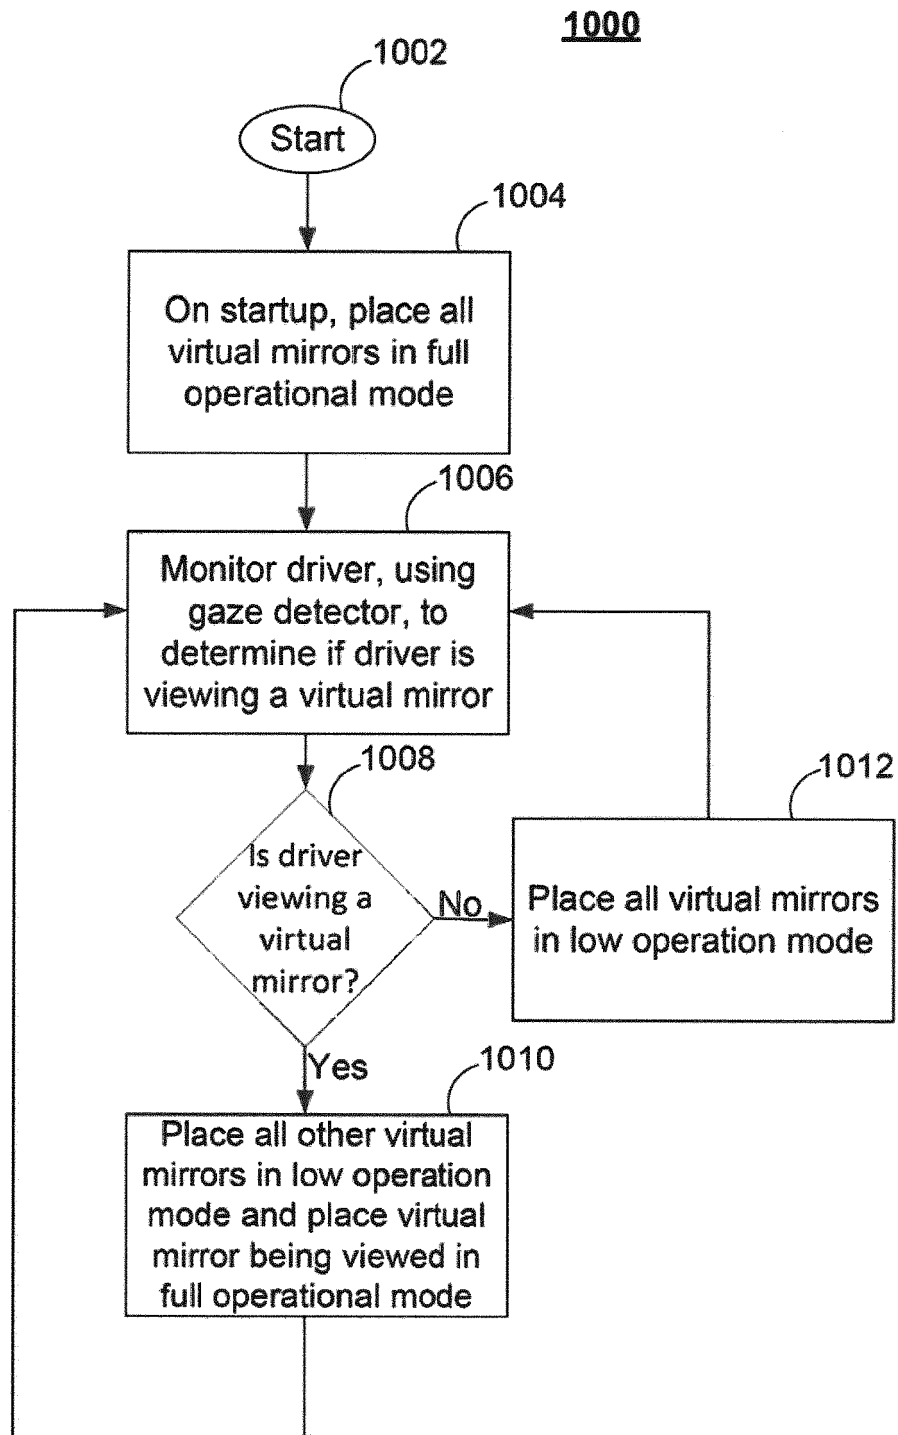 1000
1002
Start
1004
On startup, place all
virtual mirrors in full
operational mode
1006
Monitor driver, using
gaze detector, to
determine if driver is
viewing a virtual mirror
1008
Is driver
viewing a
virtual
mirror?
No
1012
Place all virtual mirrors
in low operation mode
Yes
1010
Place all other virtual
mirrors in low operation
mode and place virtual
mirror being viewed in
full operational mode